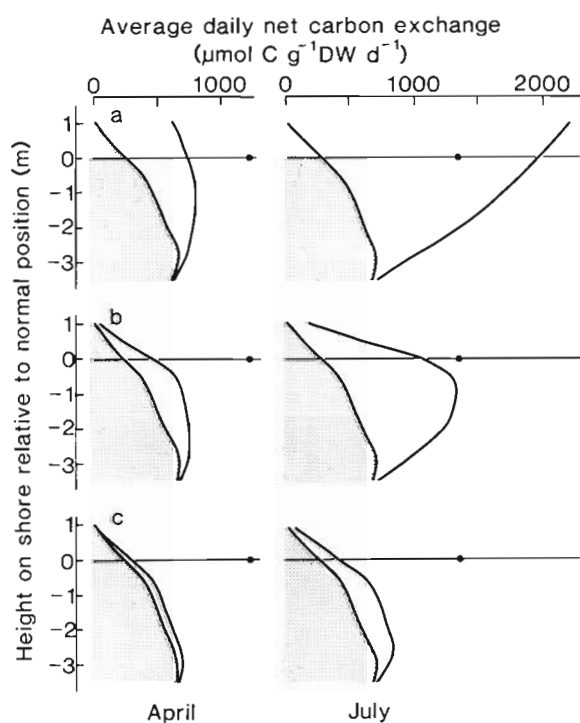 Average daily net carbon exchange
(µmol C g⁻¹DW d⁻¹)
0 1000 0 1000 2000
Height on shore relative to normal position (m)
a
1
0
-1
-2
-3
b
1
0
-1
-2
-3
c
1
0
-1
-2
-3
April July